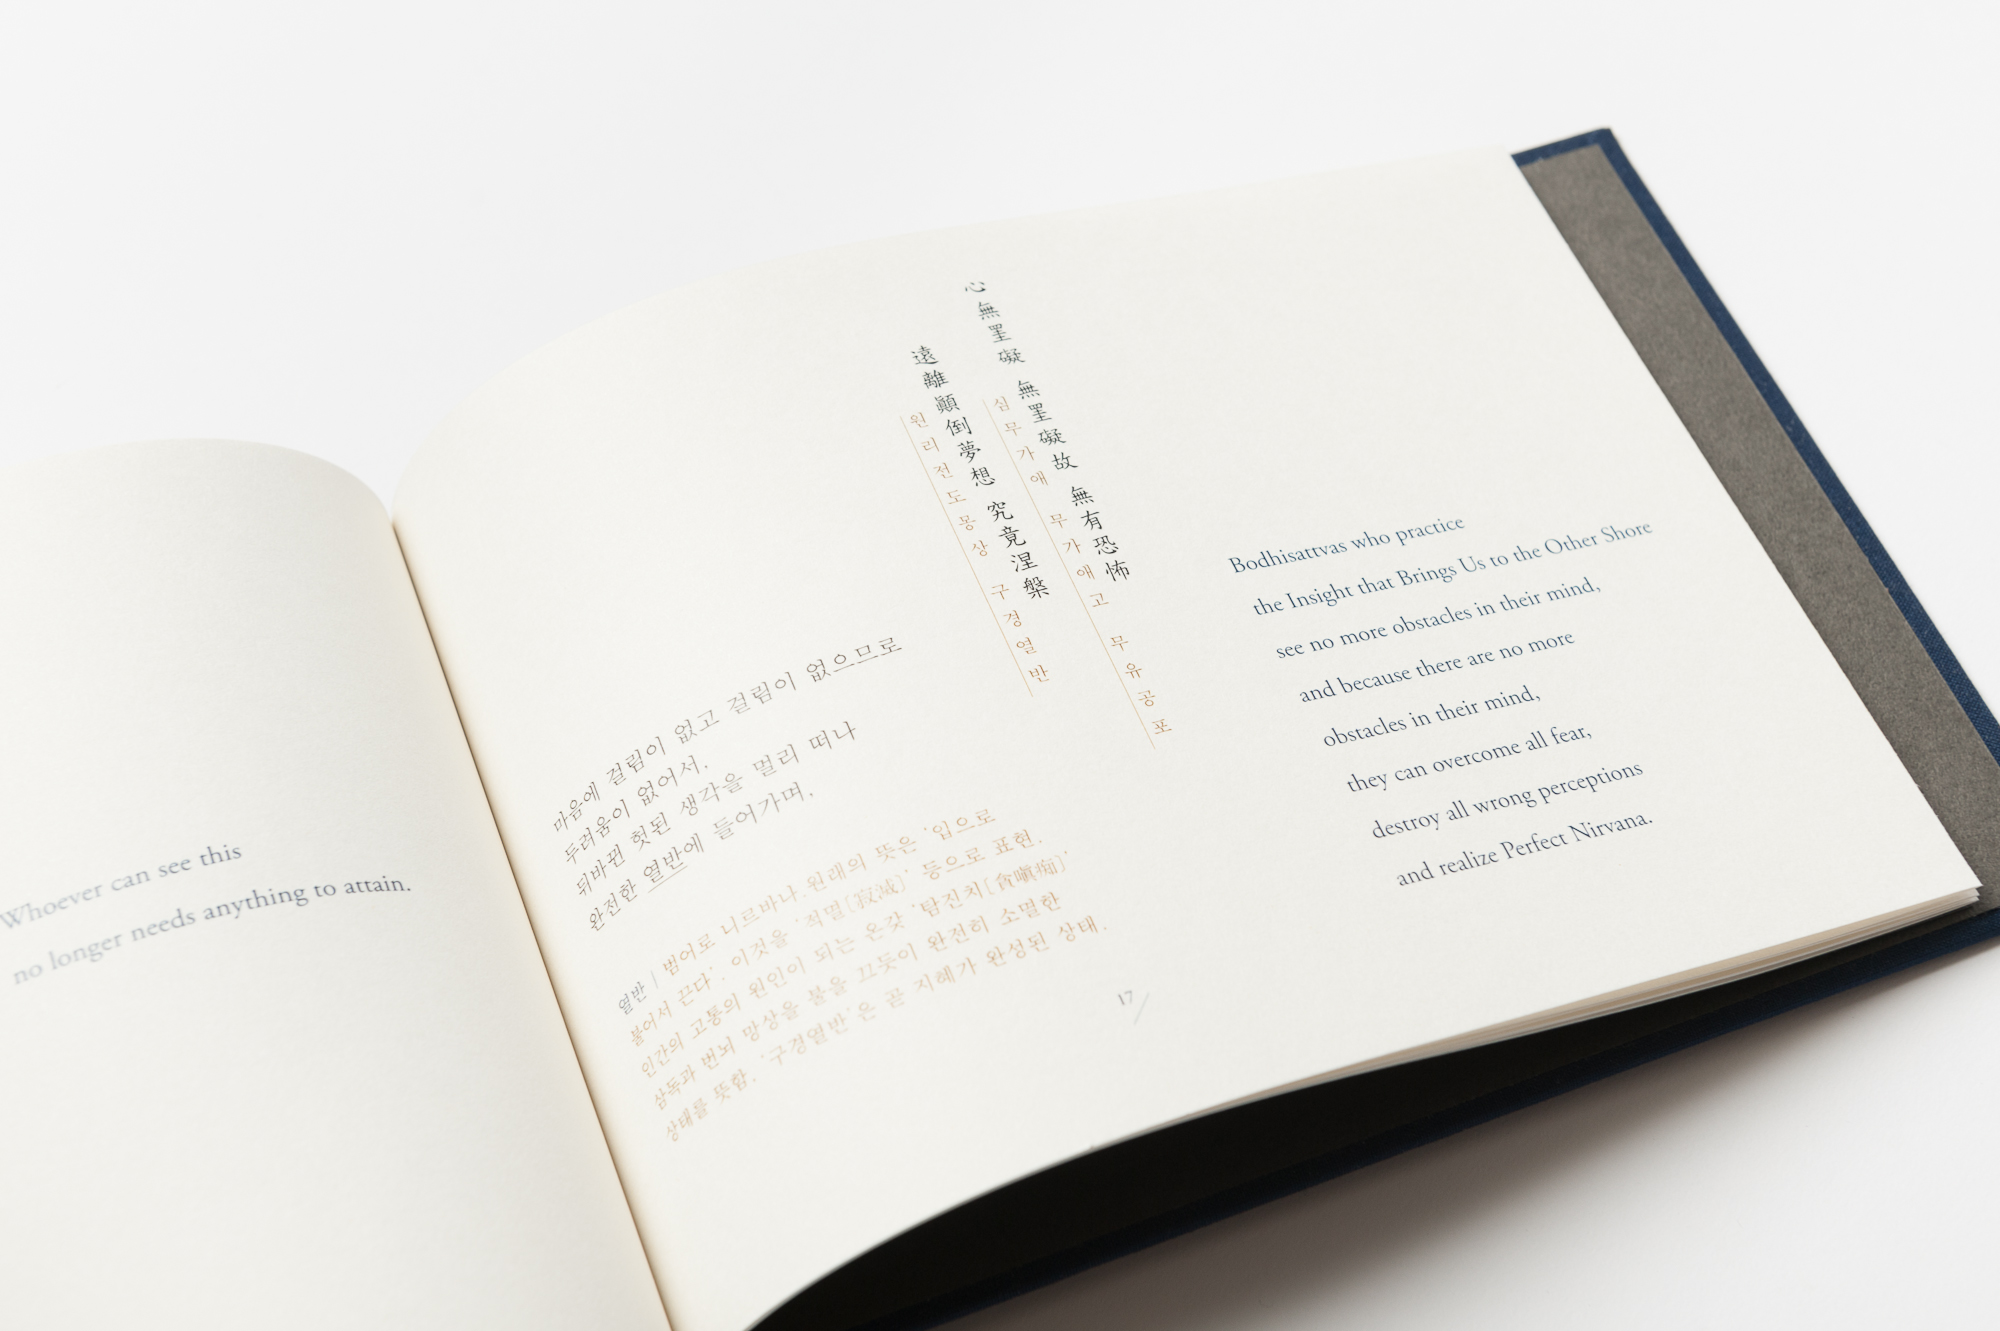 Whoever can see this
no longer needs anything to attain.
心無罣礙 無罣礙故 無有恐怖
심무가애 무가애고 무유공포
遠離顚倒夢想 究竟涅槃
원리전도몽상 구경열반
마음에 걸림이 없고 걸림이 없으므로
두려움이 없어서,
뒤바뀐 헛된 생각을 멀리 떠나
완전한 열반에 들어가며,
열반 | 범어로 니르바나. 원래의 뜻은 '입으로
불어서 끈다'. 이것을 '적멸[寂滅]' 등으로 표현.
인간의 고통의 원인이 되는 온갖 '탐진치[貪嗔痴]'
삼독과 번뇌 망상을 불을 끄듯이 완전히 소멸한
상태를 뜻함. '구경열반'은 곧 지혜가 완성된 상태.
17
Bodhisattvas who practice
the Insight that Brings Us to the Other Shore
see no more obstacles in their mind,
and because there are no more
obstacles in their mind,
they can overcome all fear,
destroy all wrong perceptions
and realize Perfect Nirvana.